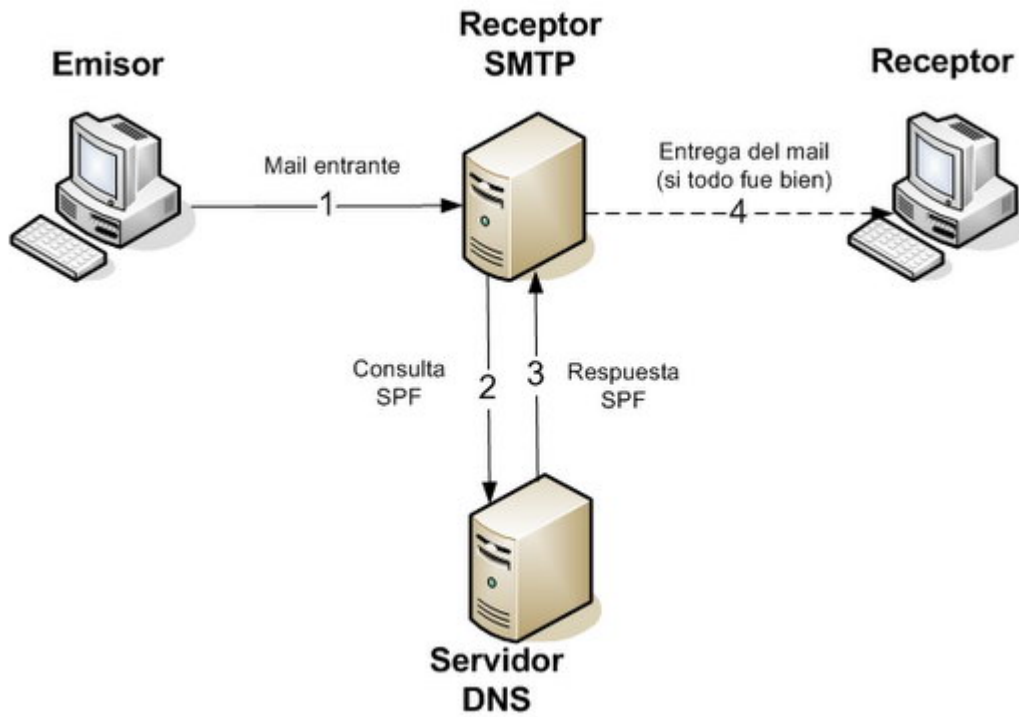 Emisor
Receptor
SMTP
Receptor
Mail entrante
1
Entrega del mail
(si todo fue bien)
4
Consulta
SPF
2
3
Respuesta
SPF
Servidor
DNS